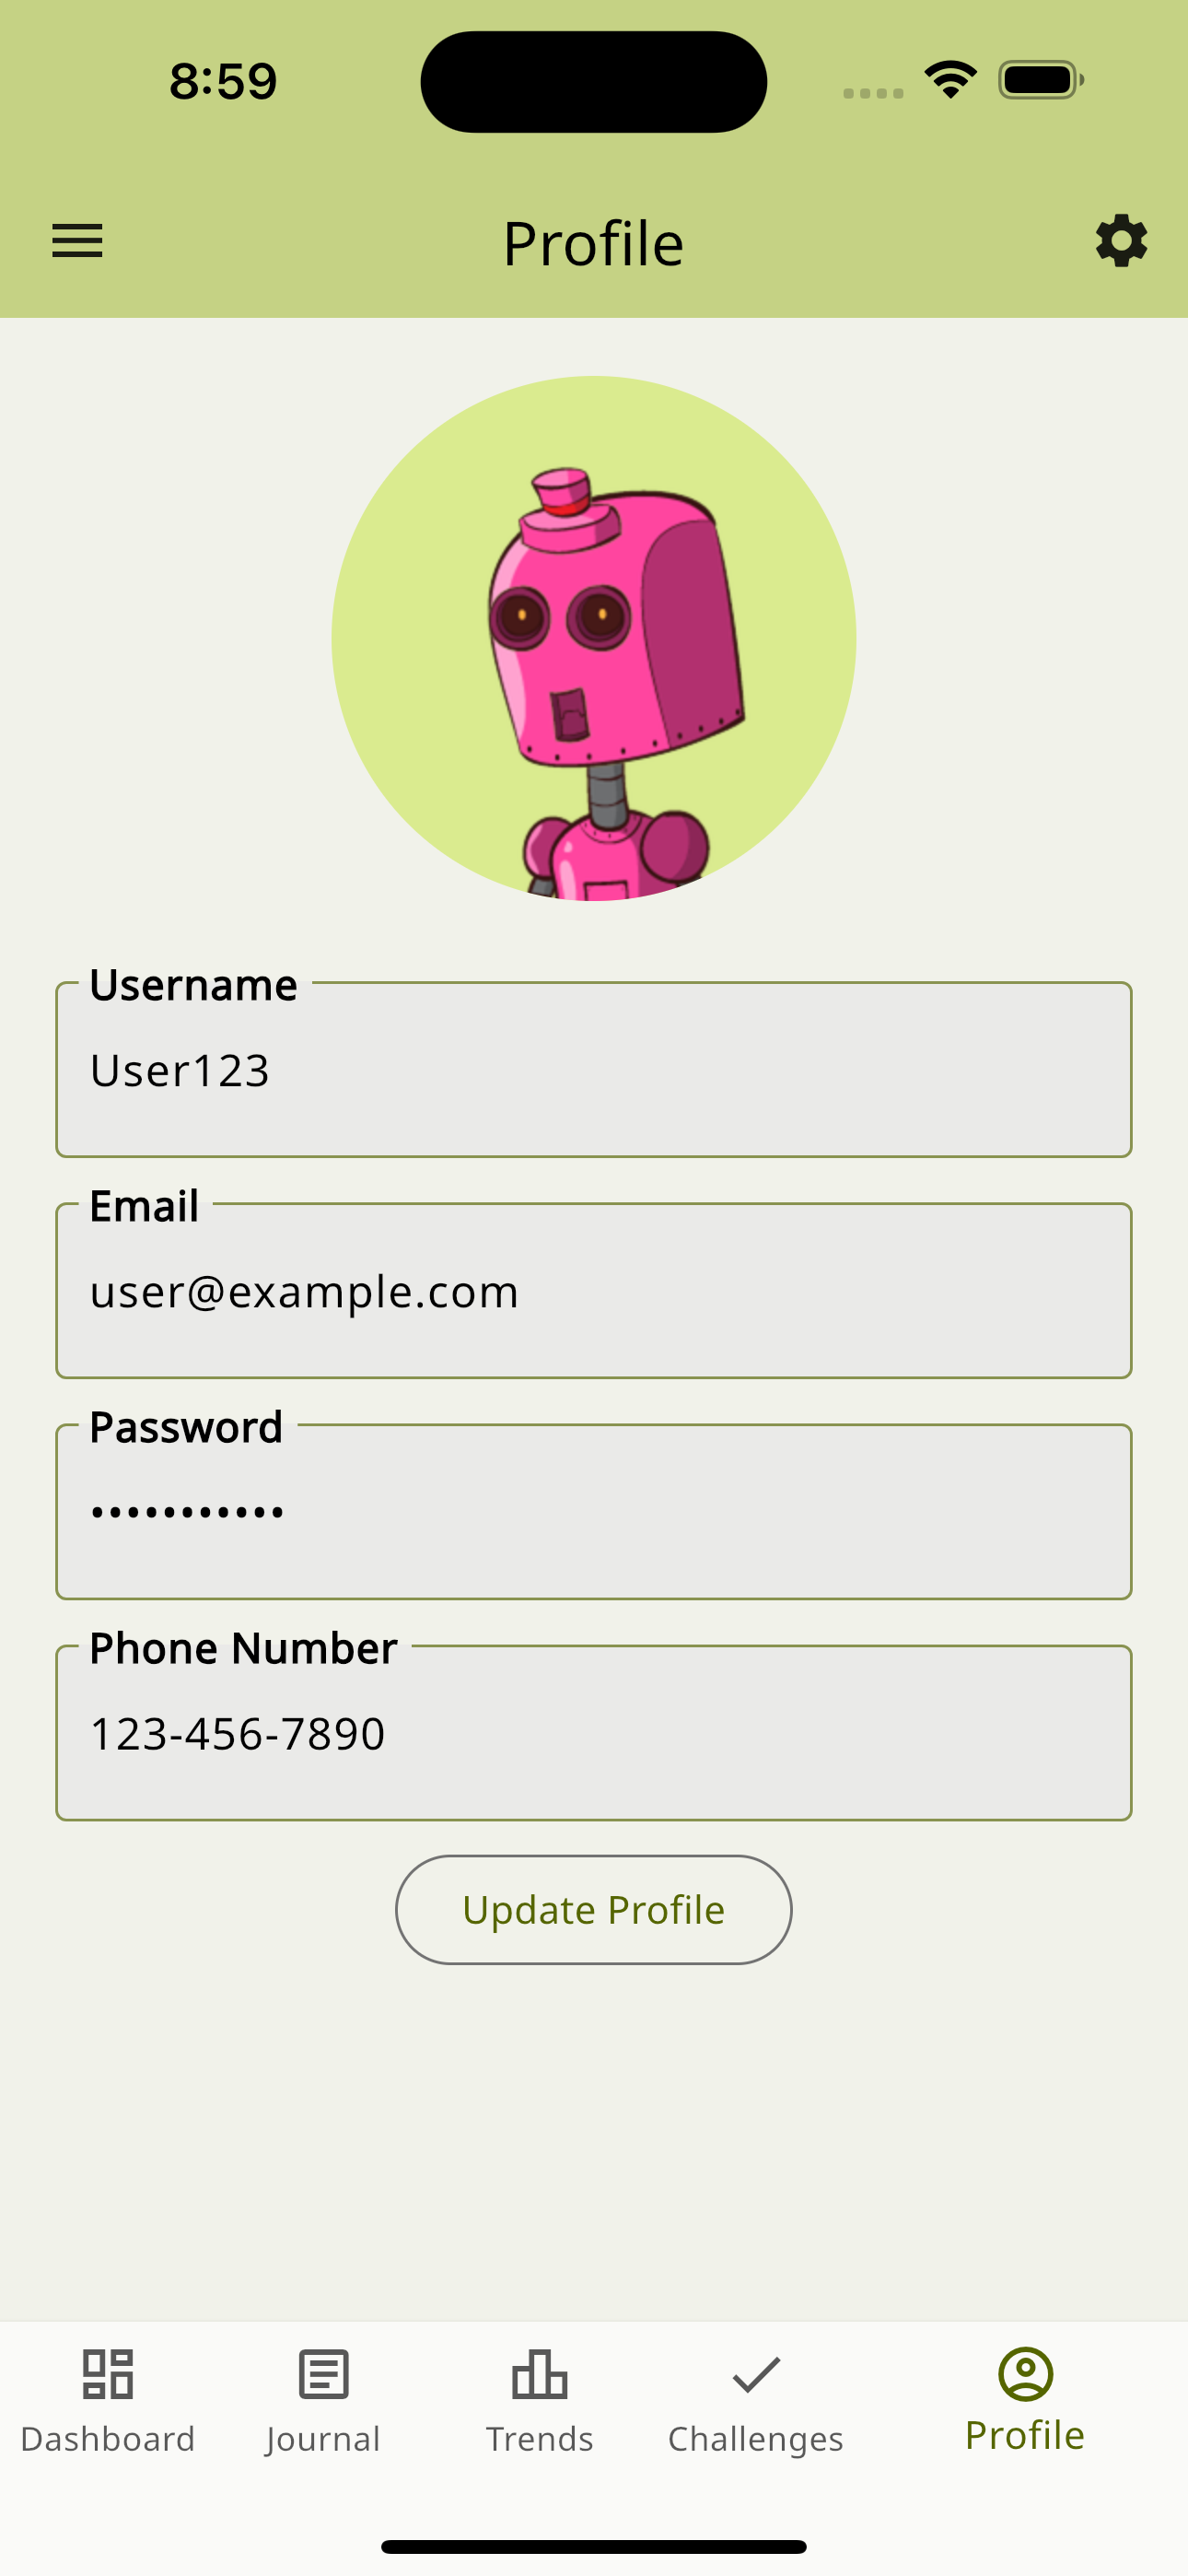 8:59
Profile
Username
User123
Email
user@example.com
Password
•••••••••••
Phone Number
123-456-7890
Update Profile
Dashboard
Journal
Trends
Challenges
Profile